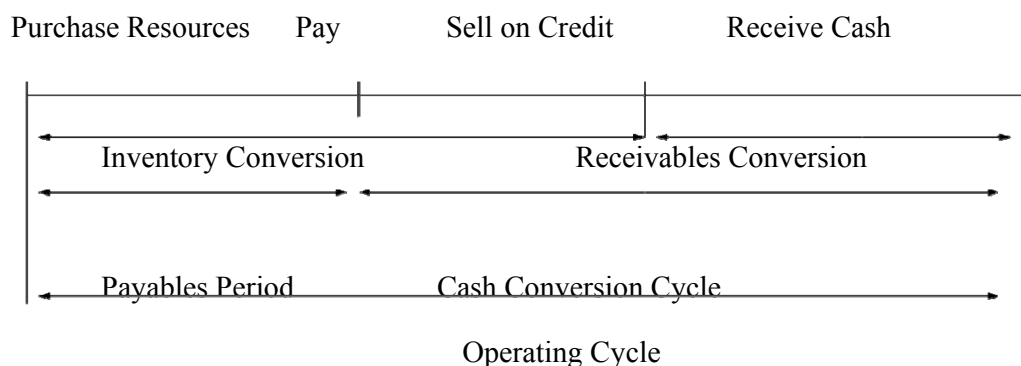 Purchase Resources Pay Sell on Credit Receive Cash
Inventory Conversion Receivables Conversion
Payables Period Cash Conversion Cycle
Operating Cycle